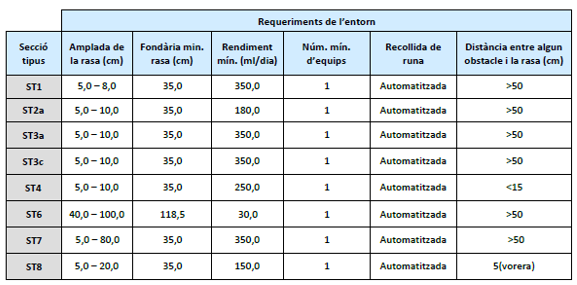 Requeriments de l'entorn
Secció tipus Amplada de la rasa (cm) Fondària min. rasa (cm) Rendiment mín. (ml/dia) Núm. mín. d'equips Recollida de runa Distància entre algun obstacle i la rasa (cm)
ST1 5,0 – 8,0 35,0 350,0 1 Automatitzada >50
ST2a 5,0 – 10,0 35,0 180,0 1 Automatitzada >50
ST3a 5,0 – 10,0 35,0 350,0 1 Automatitzada >50
ST3c 5,0 – 10,0 35,0 350,0 1 Automatitzada >50
ST4 5,0 – 10,0 35,0 250,0 1 Automatitzada <15
ST6 40,0 – 100,0 118,5 30,0 1 Automatitzada >50
ST7 5,0 – 80,0 35,0 350,0 1 Automatitzada >50
ST8 5,0 – 20,0 35,0 150,0 1 Automatitzada 5(vorera)